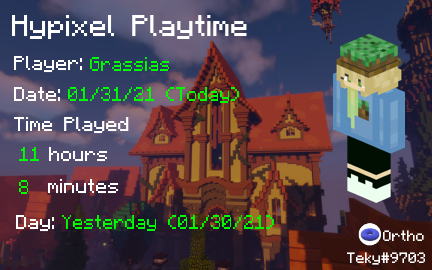 Hypixel Playtime
Player: Grassias
Date: 01/31/21 (Today)
Time Played
11 hours
8 minutes
Day: Yesterday (01/30/21)
Ortho
Teky#9703